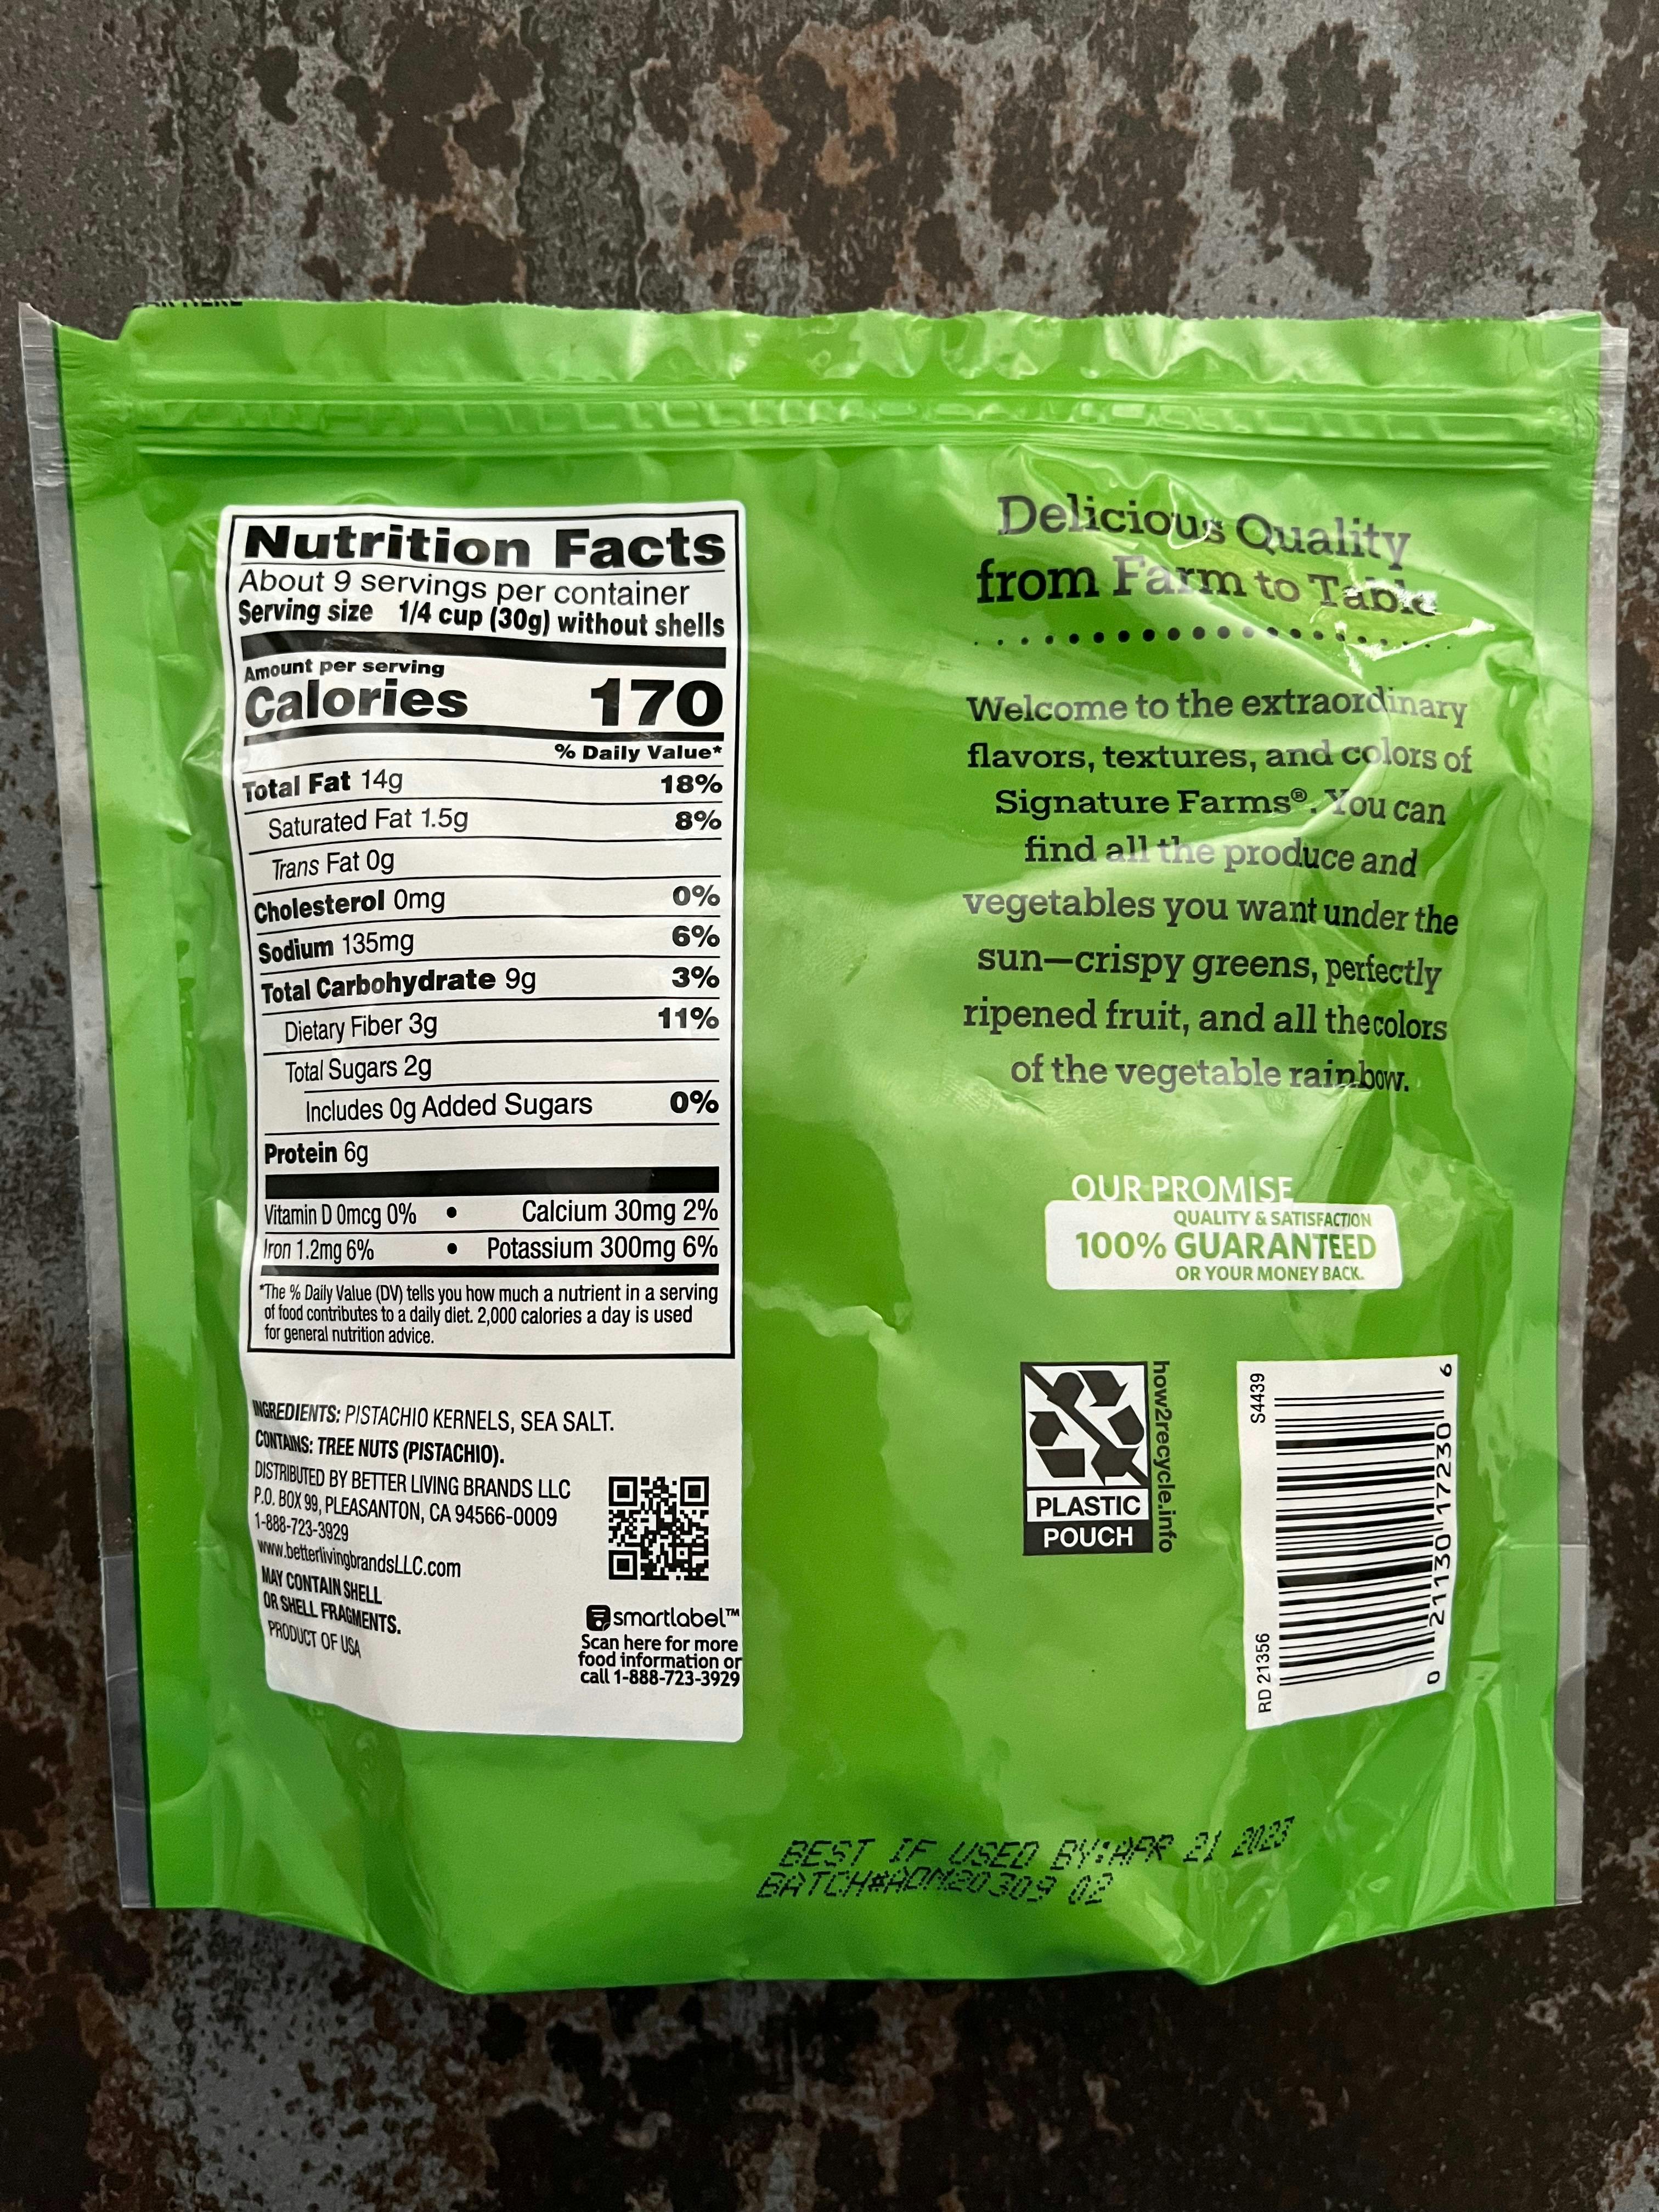 Nutrition Facts
About 9 servings per container
Serving size 1/4 cup (30g) without shells
Amount per serving
Calories 170
% Daily Value*
Total Fat 14g 18%
Saturated Fat 1.5g 8%
Trans Fat 0g
Cholesterol 0mg 0%
Sodium 135mg 6%
Total Carbohydrate 9g 3%
Dietary Fiber 3g 11%
Total Sugars 2g
Includes 0g Added Sugars 0%
Protein 6g
Vitamin D 0mcg 0% • Calcium 30mg 2%
Iron 1.2mg 6% • Potassium 300mg 6%
*The % Daily Value (DV) tells you how much a nutrient in a serving
of food contributes to a daily diet. 2,000 calories a day is used
for general nutrition advice.
INGREDIENTS: PISTACHIO KERNELS, SEA SALT.
CONTAINS: TREE NUTS (PISTACHIO).
DISTRIBUTED BY BETTER LIVING BRANDS LLC
P.O. BOX 99, PLEASANTON, CA 94566-0009
1-888-723-3929
www.betterlivingbrandsLLC.com
MAY CONTAIN SHELL
OR SHELL FRAGMENTS.
PRODUCT OF USA
smartlabel™
Scan here for more
food information or
call 1-888-723-3929
Delicious Quality
from Farm to Table
Welcome to the extraordinary
flavors, textures, and colors of
Signature Farms®. You can
find all the produce and
vegetables you want under the
sun—crispy greens, perfectly
ripened fruit, and all the colors
of the vegetable rainbow.
OUR PROMISE
QUALITY & SATISFACTION
100% GUARANTEED
OR YOUR MONEY BACK.
PLASTIC
POUCH
how2recycle.info
S4439
RD 21356
0 21130 17230 6
BEST IF USED BY:APR 21 2023
BATCH#ADM20309 02